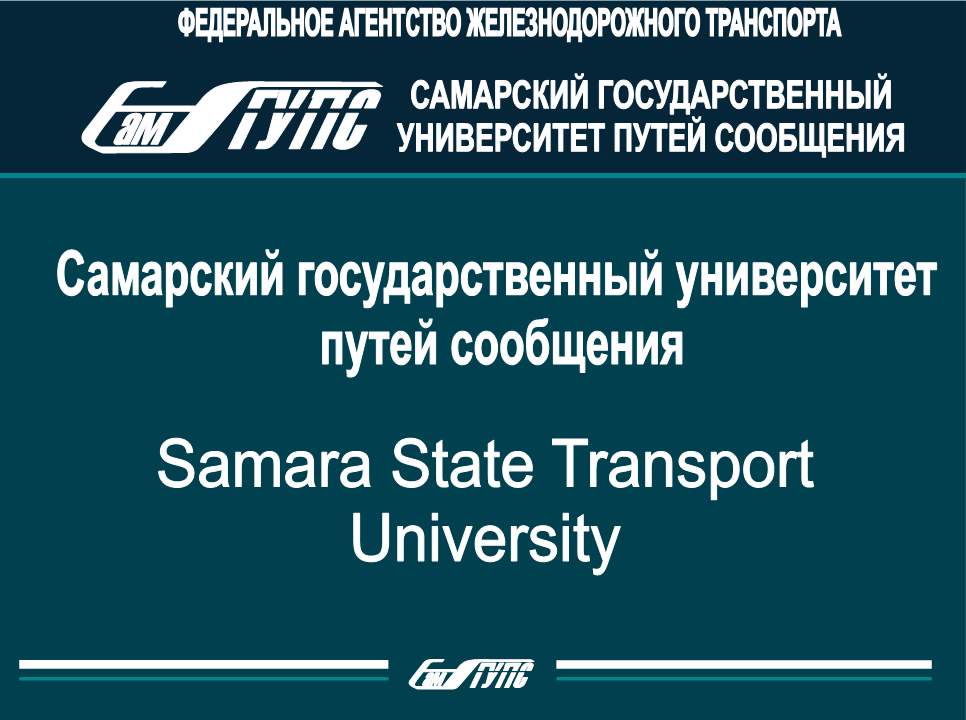 ФЕДЕРАЛЬНОЕ АГЕНТСТВО ЖЕЛЕЗНОДОРОЖНОГО ТРАНСПОРТА
СамГУПС
САМАРСКИЙ ГОСУДАРСТВЕННЫЙ
УНИВЕРСИТЕТ ПУТЕЙ СООБЩЕНИЯ
Самарский государственный университет
путей сообщения
Samara State Transport
University
СамГУПС